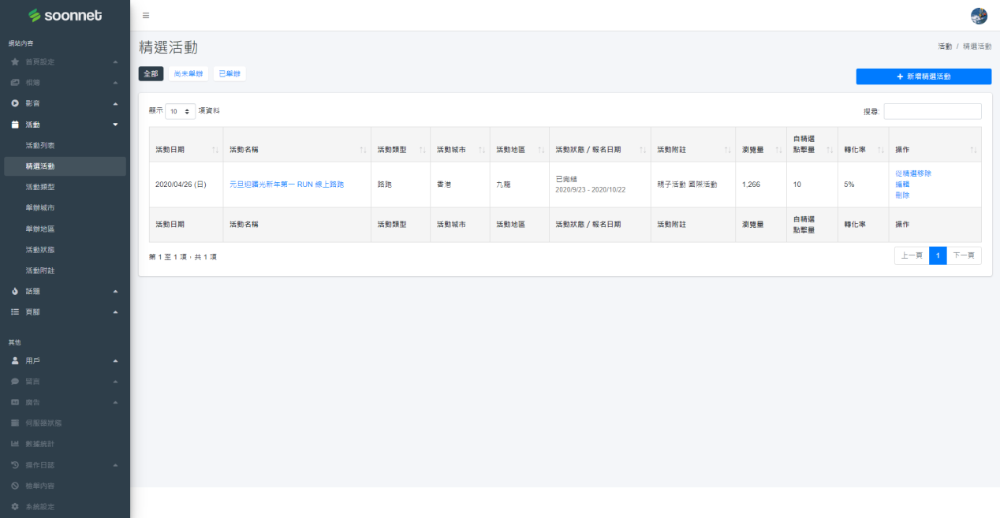 soonnet
網站內容
首頁設定
相簿
影音
活動
活動列表
精選活動
活動類型
舉辦城市
舉辦地區
活動狀態
活動附註
話題
頁腳
其他
用戶
留言
廣告
伺服器狀態
數據統計
操作日誌
檢舉內容
系統設定
精選活動
活動 / 精選活動
全部 尚未舉辦 已舉辦
新增精選活動
顯示 10 項資料
搜尋:
活動日期 活動名稱 活動類型 活動城市 活動地區 活動狀態 / 報名日期 活動附註 瀏覽量 自精選 點擊量 轉化率 操作
2020/04/26 (日) 元旦迎曙光新年第一 RUN 線上路跑 路跑 香港 九龍 已完結 2020/9/23 - 2020/10/22 親子活動 國際活動 1,266 10 5% 從精選移除
編輯
刪除
活動日期 活動名稱 活動類型 活動城市 活動地區 活動狀態 / 報名日期 活動附註 瀏覽量 自精選 點擊量 轉化率 操作
第 1 至 1 項，共 1 項
上一頁 1 下一頁